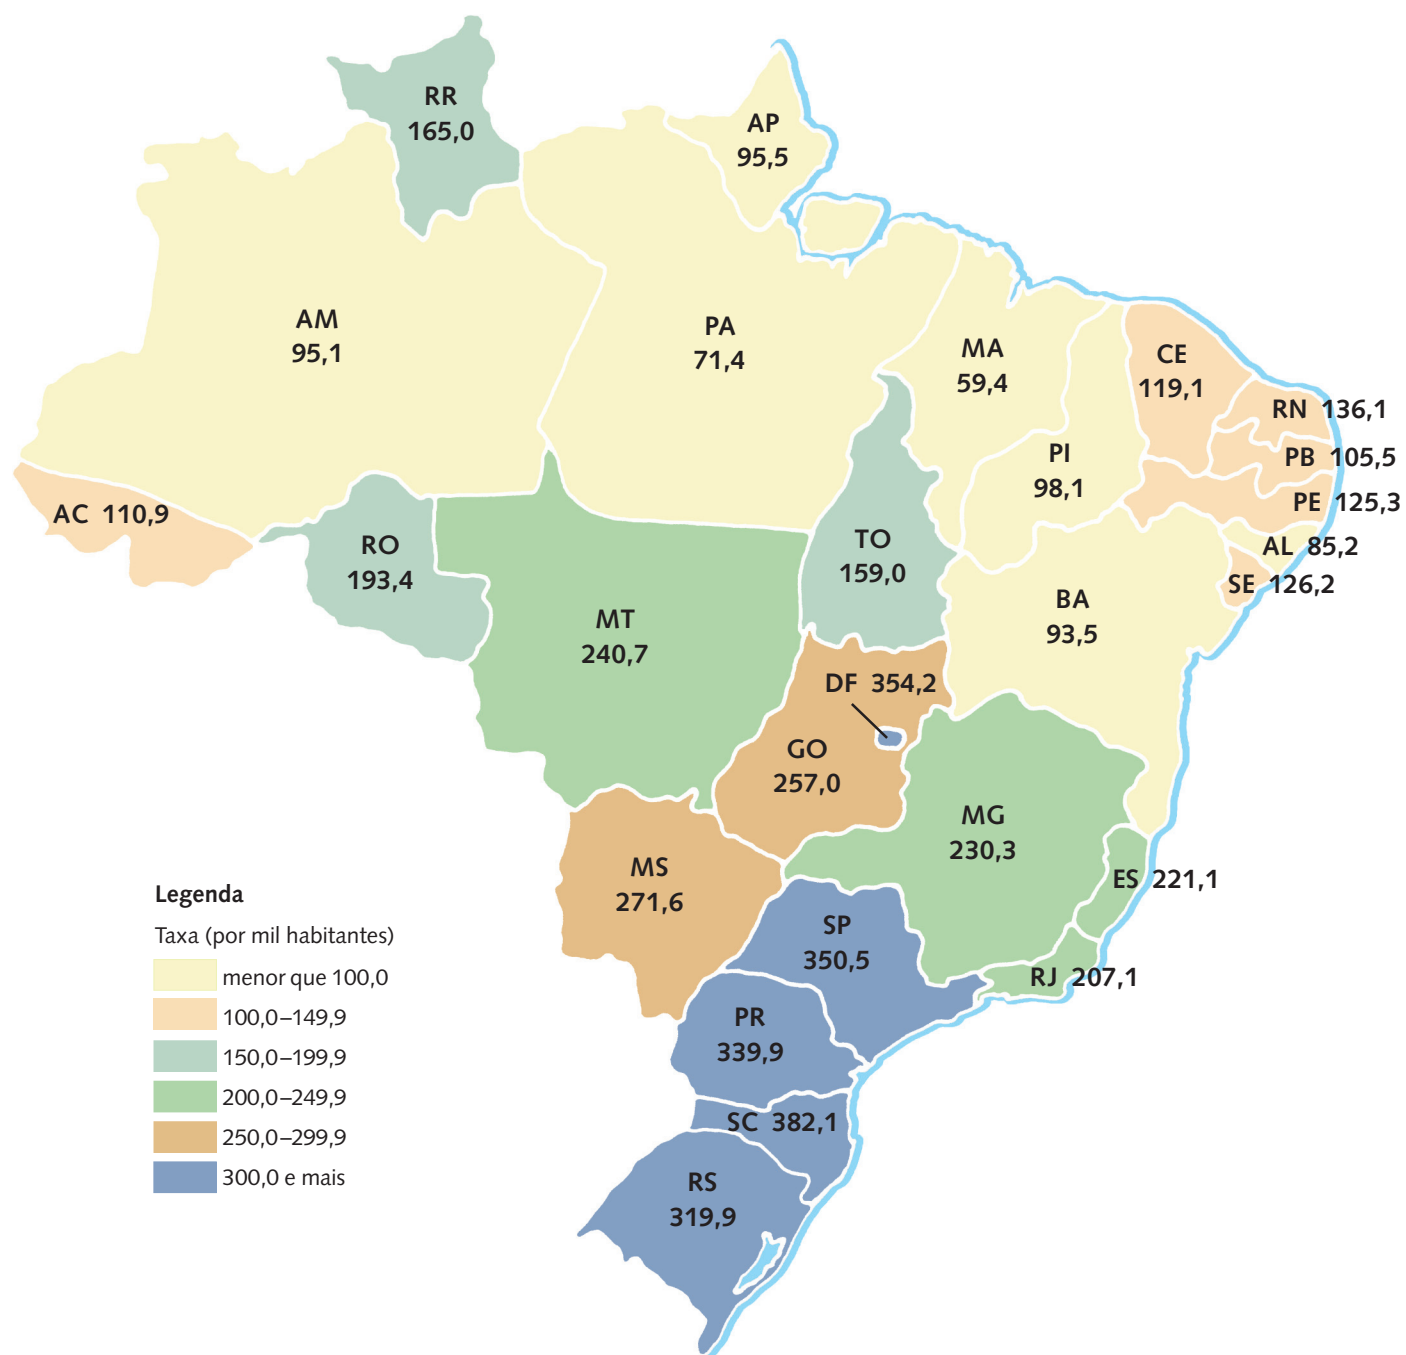 RR
165,0
AP
95,5
AM
95,1
PA
71,4
MA
59,4
CE
119,1
RN 136,1
PB 105,5
PI
98,1
PE 125,3
AC 110,9
RO
193,4
TO
159,0
AL 85,2
SE 126,2
BA
93,5
MT
240,7
DF 354,2
GO
257,0
MG
230,3
ES 221,1
MS
271,6
SP
350,5
RJ 207,1
PR
339,9
SC 382,1
RS
319,9
Legenda
Taxa (por mil habitantes)
menor que 100,0
100,0–149,9
150,0–199,9
200,0–249,9
250,0–299,9
300,0 e mais